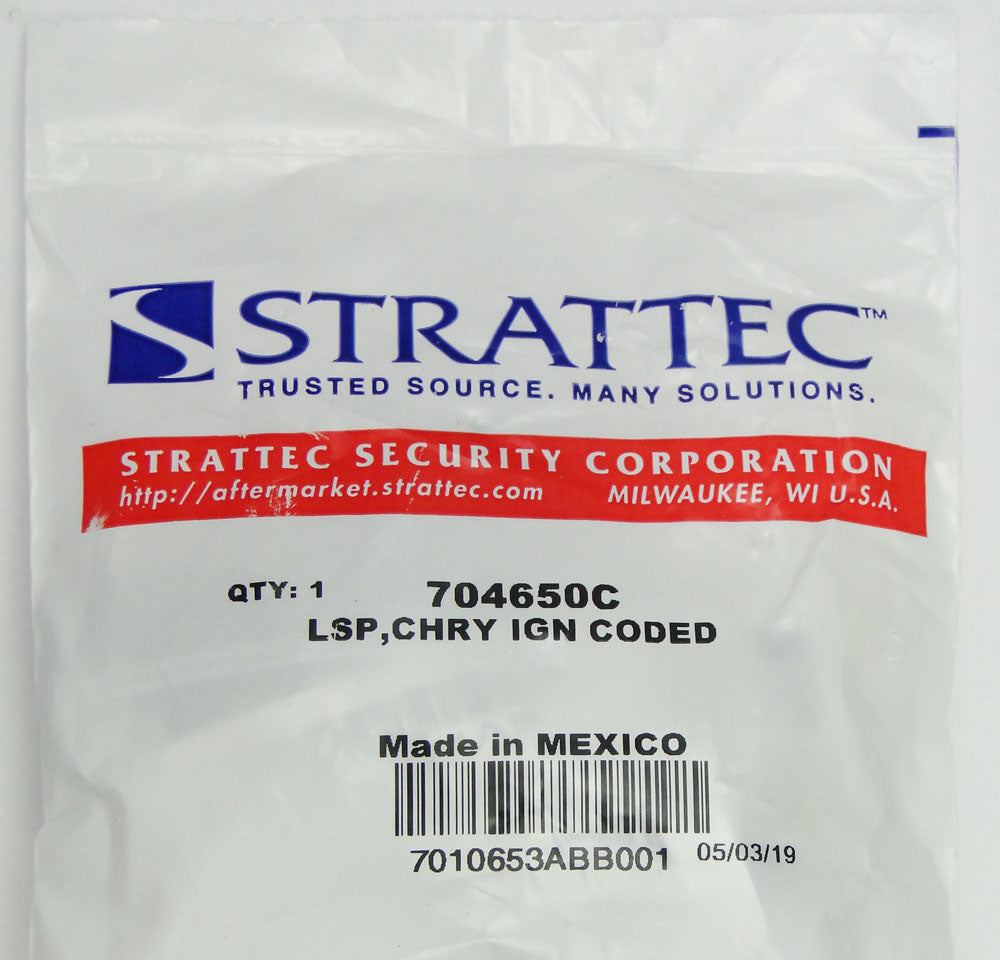 STRATTEC™
TRUSTED SOURCE. MANY SOLUTIONS.
STRATTEC SECURITY CORPORATION
http://aftermarket.strattec.com MILWAUKEE, WI U.S.A.
QTY: 1 704650C
LSP,CHRY IGN CODED
Made in MEXICO
7010653ABB001 05/03/19